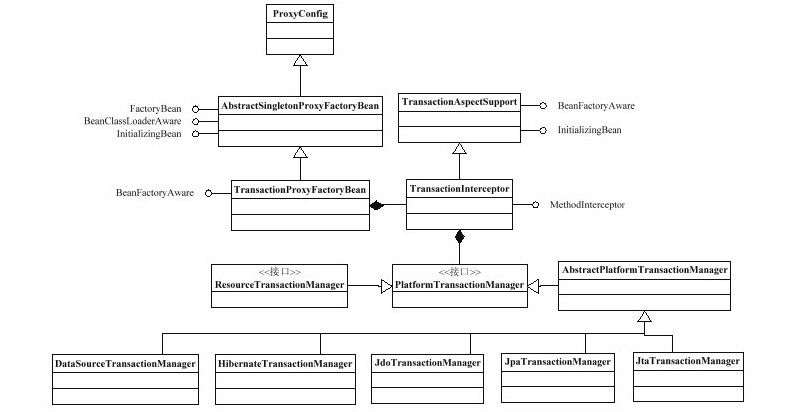 ProxyConfig
FactoryBean
AbstractSingletonProxyFactoryBean
BeanClassLoaderAware
InitializingBean
TransactionAspectSupport
BeanFactoryAware
InitializingBean
BeanFactoryAware
TransactionProxyFactoryBean
TransactionInterceptor
MethodInterceptor
<<接口>>
ResourceTransactionManager
<<接口>>
PlatformTransactionManager
AbstractPlatformTransactionManager
DataSourceTransactionManager
HibernateTransactionManager
JdoTransactionManager
JpaTransactionManager
JtaTransactionManager